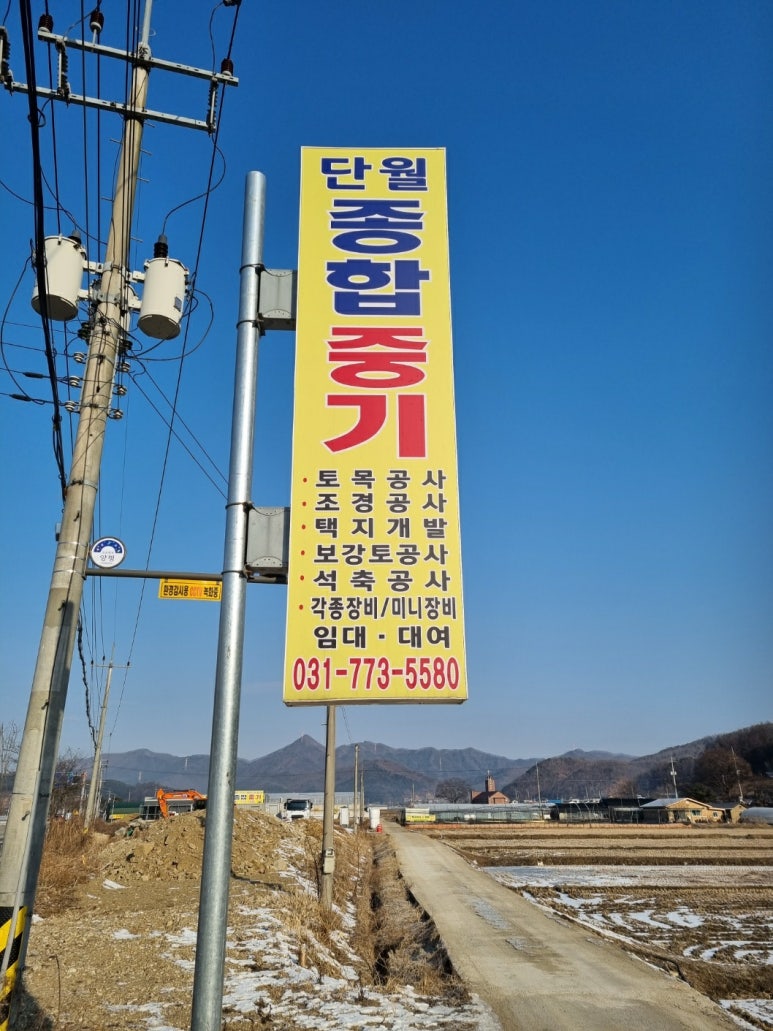 단월
종합
중기
· 토목공사
· 조경공사
· 택지개발
· 보강토공사
· 석축공사
· 각종장비/미니장비
임대 · 대여
031-773-5580
양평